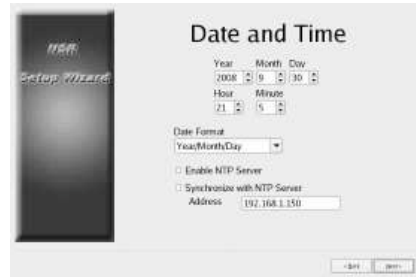 NSR
Setup Wizard
Date and Time
Year Month Day
2008 9 30
Hour Minute
21 5
Date Format
Year/Month/Day
Enable NTP Server
Synchronize with NTP Server
Address 192.168.1.150